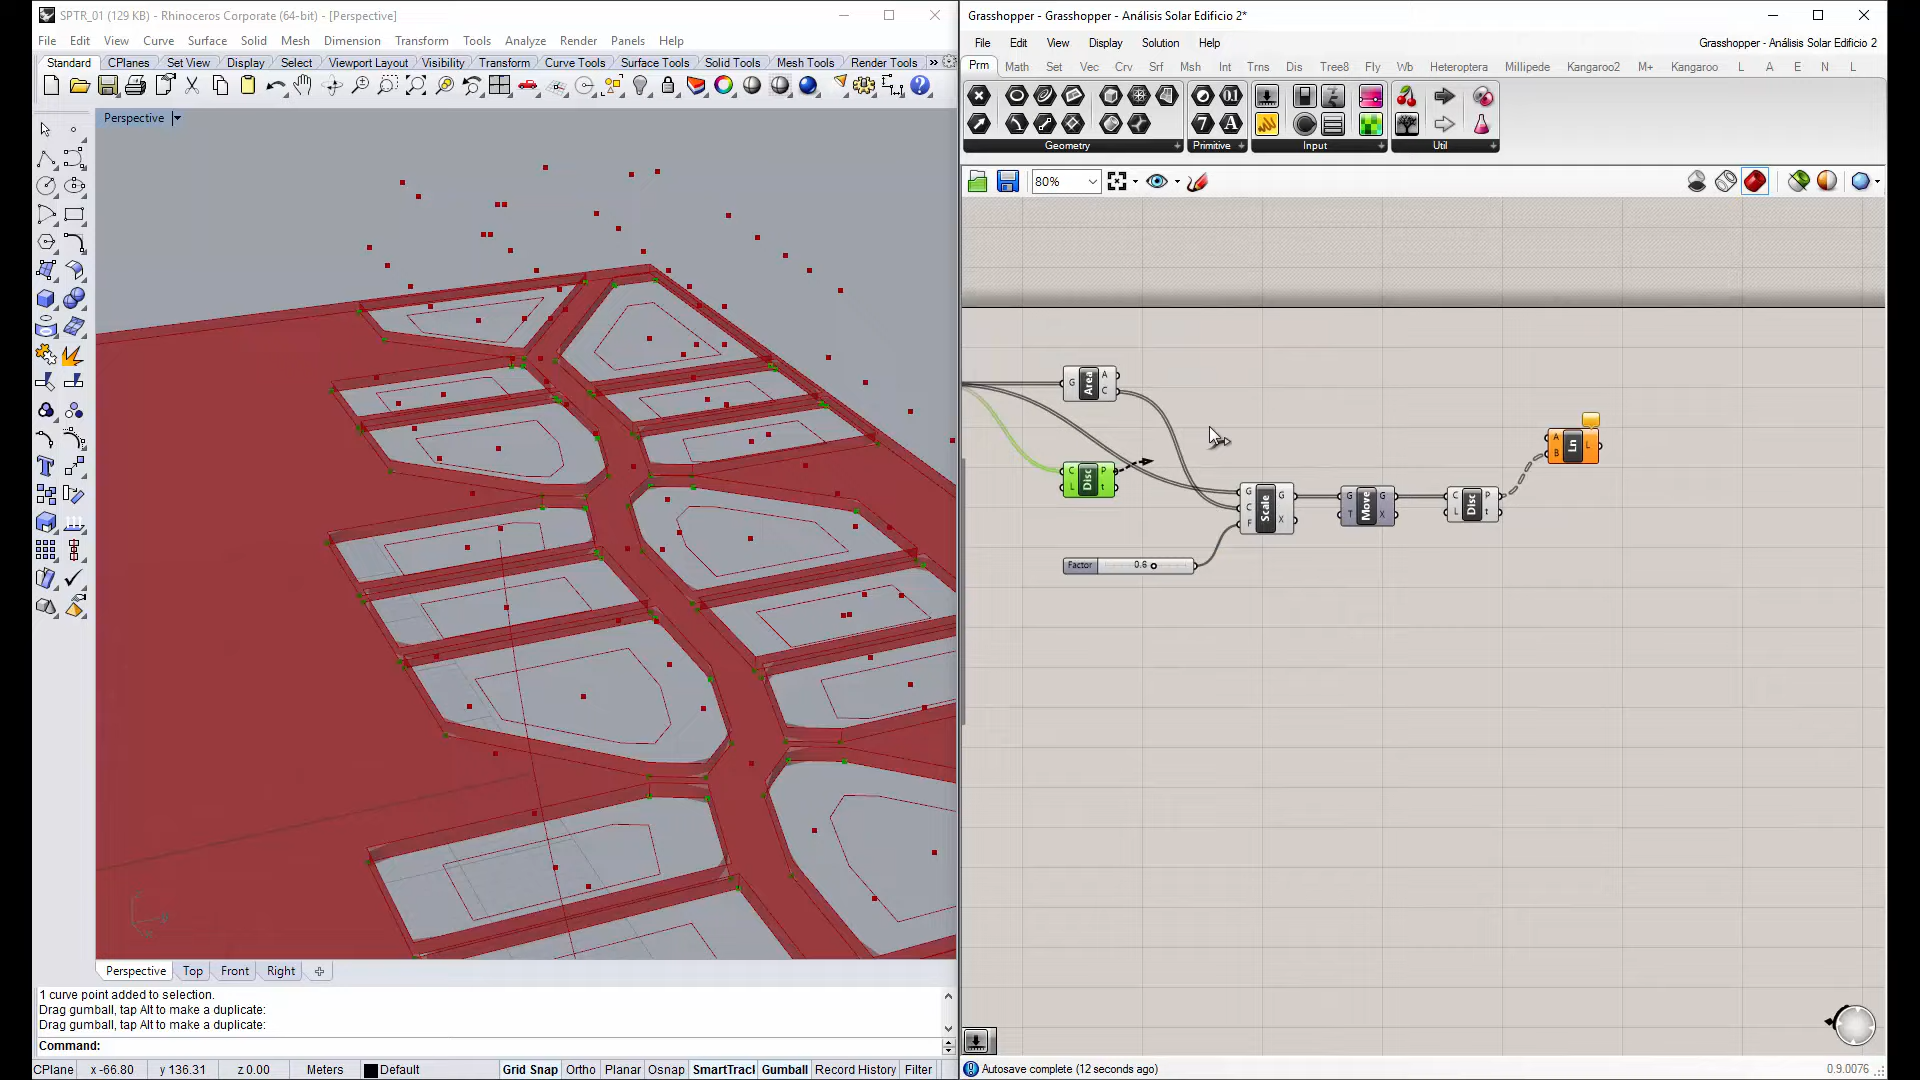 SPTR_01 (129 KB) - Rhinoceros Corporate (64-bit) - [Perspective]
File Edit View Curve Surface Solid Mesh Dimension Transform Tools Analyze Render Panels Help
Standard CPlanes Set View Display Select Viewport Layout Visibility Transform Curve Tools Surface Tools Solid Tools Mesh Tools Render Tools
Perspective
Perspective Top Front Right
1 curve point added to selection.
Drag gumball, tap Alt to make a duplicate:
Drag gumball, tap Alt to make a duplicate:
Command:
CPlane x -66.80 y 136.31 z 0.00 Meters Default Grid Snap Ortho Planar Osnap SmartTracl Gumball Record History Filter
Grasshopper - Grasshopper - Análisis Solar Edificio 2*
File Edit View Display Solution Help
Grasshopper - Análisis Solar Edificio 2
Prm Math Set Vec Crv Srf Msh Int Trns Dis Tree8 Fly Wb Heteroptera Millipede Kangaroo2 M+ Kangaroo L A E N L
Geometry Primitive Input Util
80%
G Area A C
C L Disc P t
Factor 0.6
G C F Scale G X
G T Move G X
C L Disc P t
A B Ln L
Autosave complete (12 seconds ago)
0.9.0076